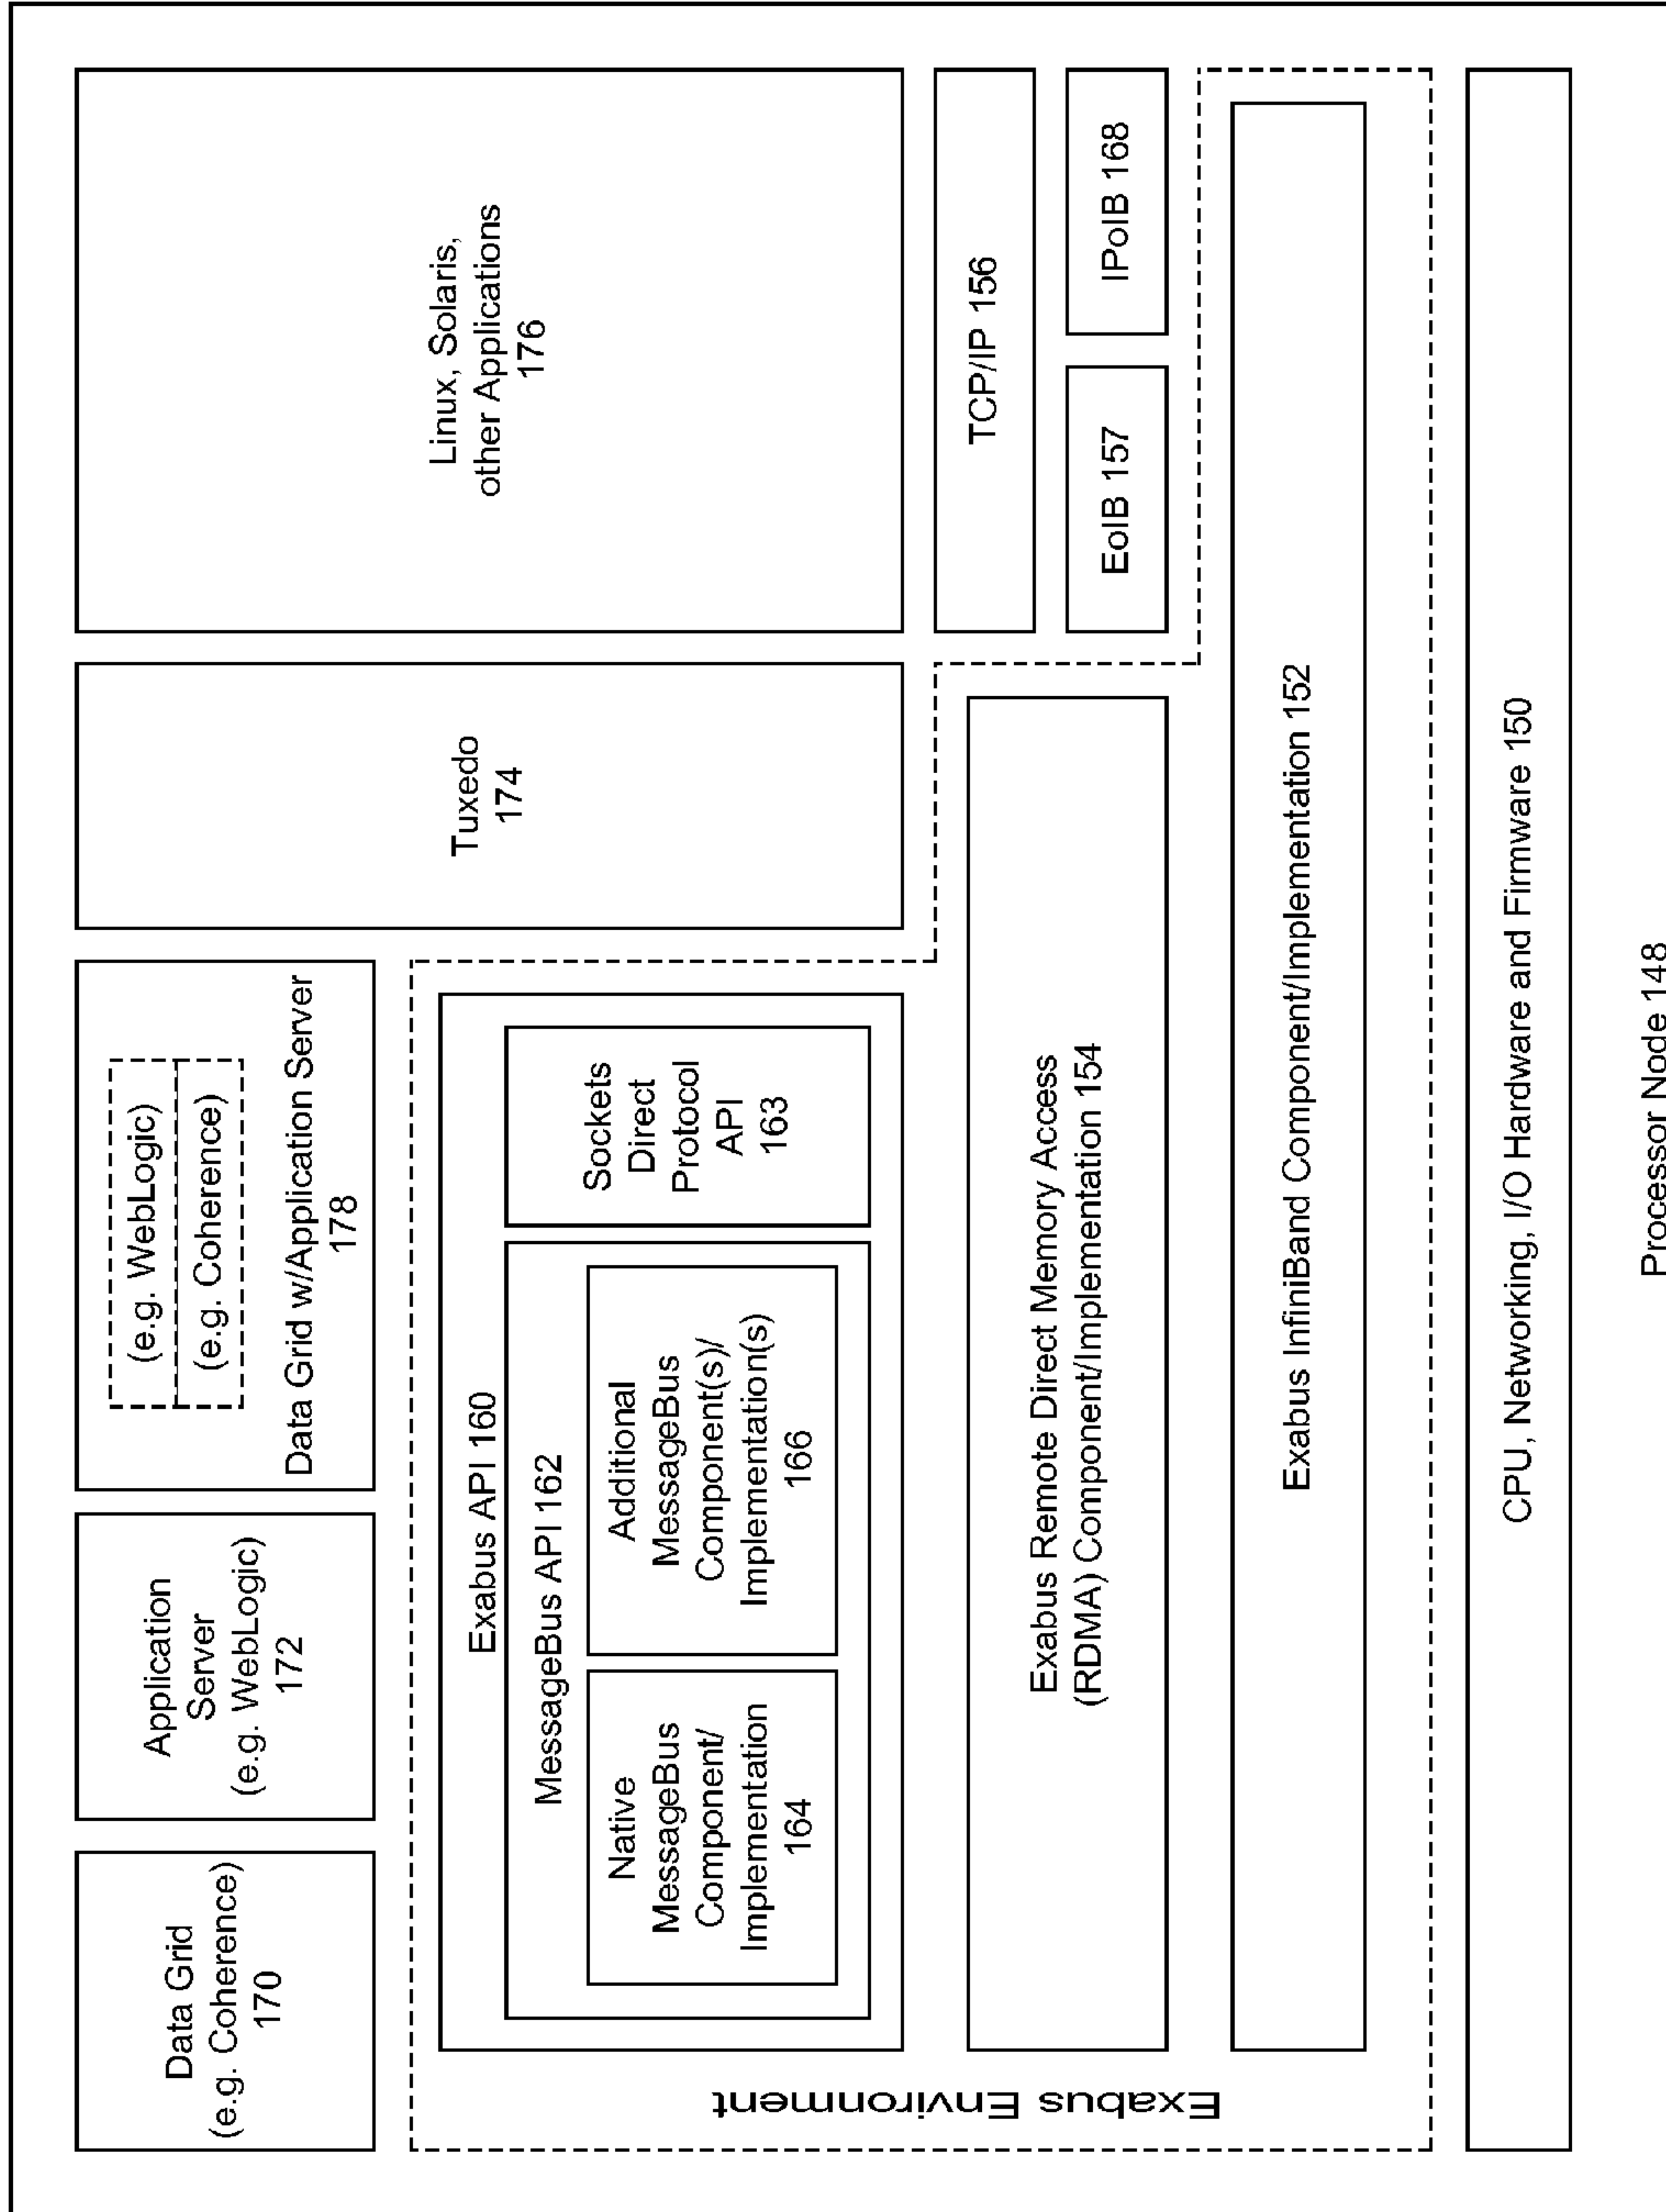 Data Grid
(e.g. Coherence)
170
Application
Server
(e.g. WebLogic)
172
(e.g. WebLogic)
(e.g. Coherence)
Data Grid w/Application Server
178
Tuxedo
174
Linux, Solaris,
other Applications
176
Exabus Environment
Exabus API 160
MessageBus API 162
Native
MessageBus
Component/
Implementation
164
Additional
MessageBus
Component(s)/
Implementation(s)
166
Sockets
Direct
Protocol
API
163
TCP/IP 156
EoIB 157
IPoIB 168
Exabus Remote Direct Memory Access
(RDMA) Component/Implementation 154
Exabus InfiniBand Component/Implementation 152
CPU, Networking, I/O Hardware and Firmware 150
Processor Node 148